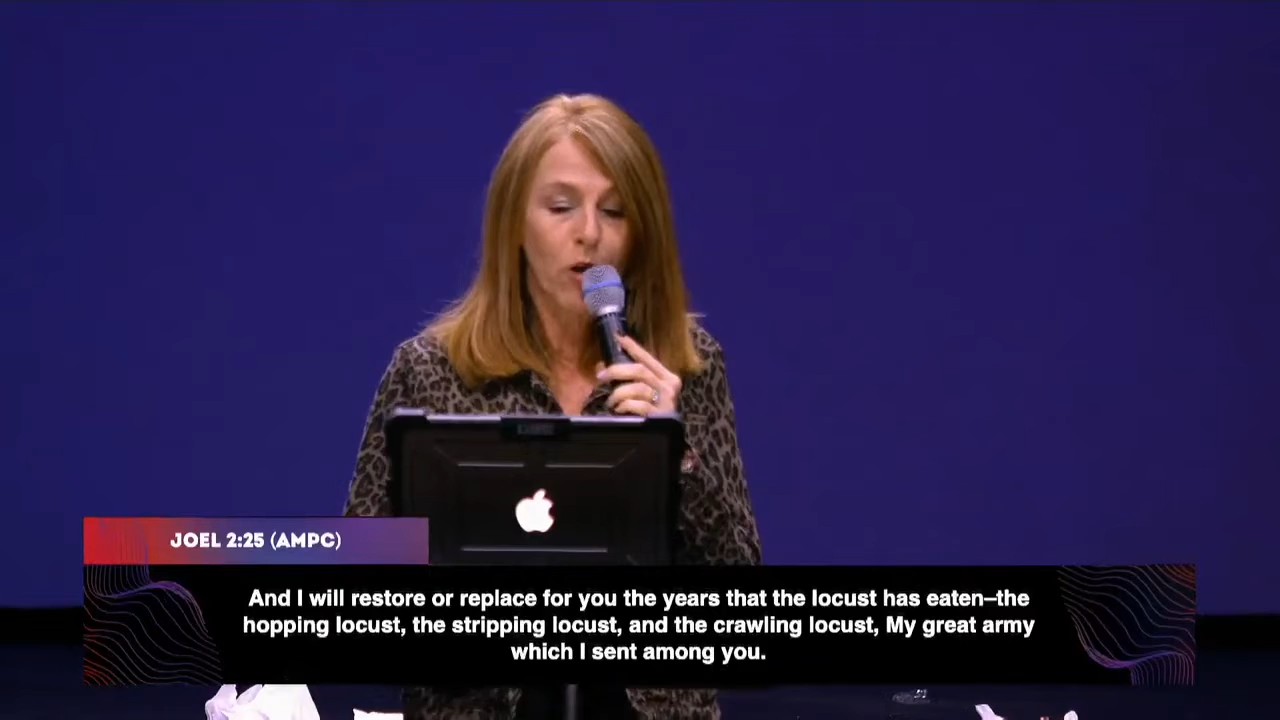 JOEL 2:25 (AMPC)
And I will restore or replace for you the years that the locust has eaten–the
hopping locust, the stripping locust, and the crawling locust, My great army
which I sent among you.